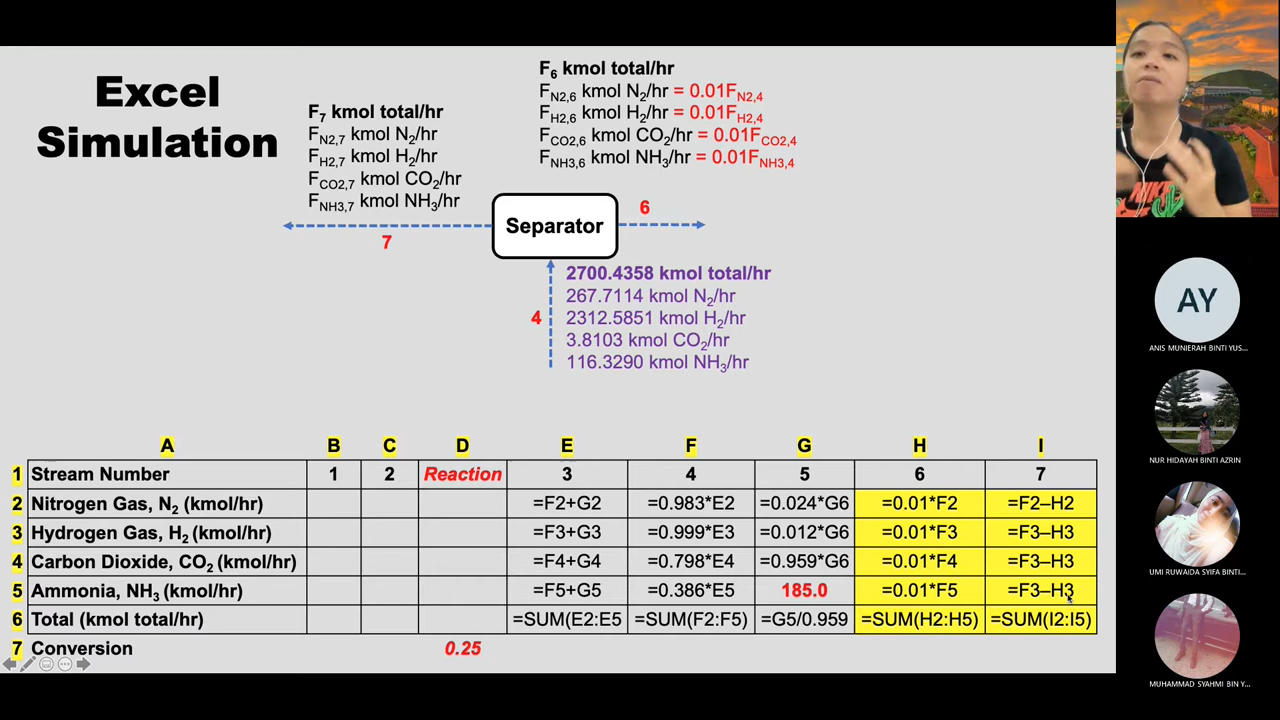 Excel
Simulation
F7 kmol total/hr
FN2,7 kmol N2/hr
FH2,7 kmol H2/hr
FCO2,7 kmol CO2/hr
FNH3,7 kmol NH3/hr
F6 kmol total/hr
FN2,6 kmol N2/hr = 0.01FN2,4
FH2,6 kmol H2/hr = 0.01FH2,4
FCO2,6 kmol CO2/hr = 0.01FCO2,4
FNH3,6 kmol NH3/hr = 0.01FNH3,4
Separator
6
7
4
2700.4358 kmol total/hr
267.7114 kmol N2/hr
2312.5851 kmol H2/hr
3.8103 kmol CO2/hr
116.3290 kmol NH3/hr
A B C D E F G H I
1 Stream Number 1 2 Reaction 3 4 5 6 7
2 Nitrogen Gas, N2 (kmol/hr) =F2+G2 =0.983*E2 =0.024*G6 =0.01*F2 =F2–H2
3 Hydrogen Gas, H2 (kmol/hr) =F3+G3 =0.999*E3 =0.012*G6 =0.01*F3 =F3–H3
4 Carbon Dioxide, CO2 (kmol/hr) =F4+G4 =0.798*E4 =0.959*G6 =0.01*F4 =F3–H3
5 Ammonia, NH3 (kmol/hr) =F5+G5 =0.386*E5 185.0 =0.01*F5 =F3–H3
6 Total (kmol total/hr) =SUM(E2:E5 =SUM(F2:F5) =G5/0.959 =SUM(H2:H5) =SUM(I2:I5)
7 Conversion 0.25
NIKE
AY
ANIS MUNIERAH BINTI YUS...
NUR HIDAYAH BINTI AZRIN
UMI RUWAIDA SYIFA BINTI...
MUHAMMAD SYAHMI BIN Y...